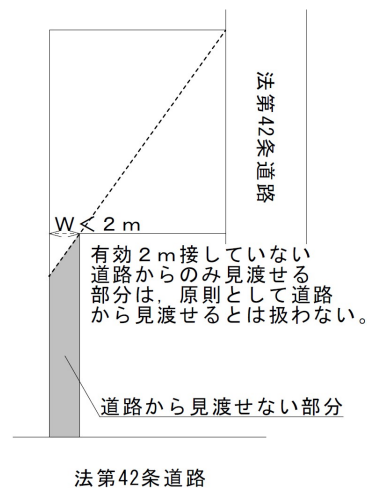 法第42条道路
W<2m
有効2m接していない
道路からのみ見渡せる
部分は,原則として道路
から見渡せるとは扱わない。
道路から見渡せない部分
法第42条道路